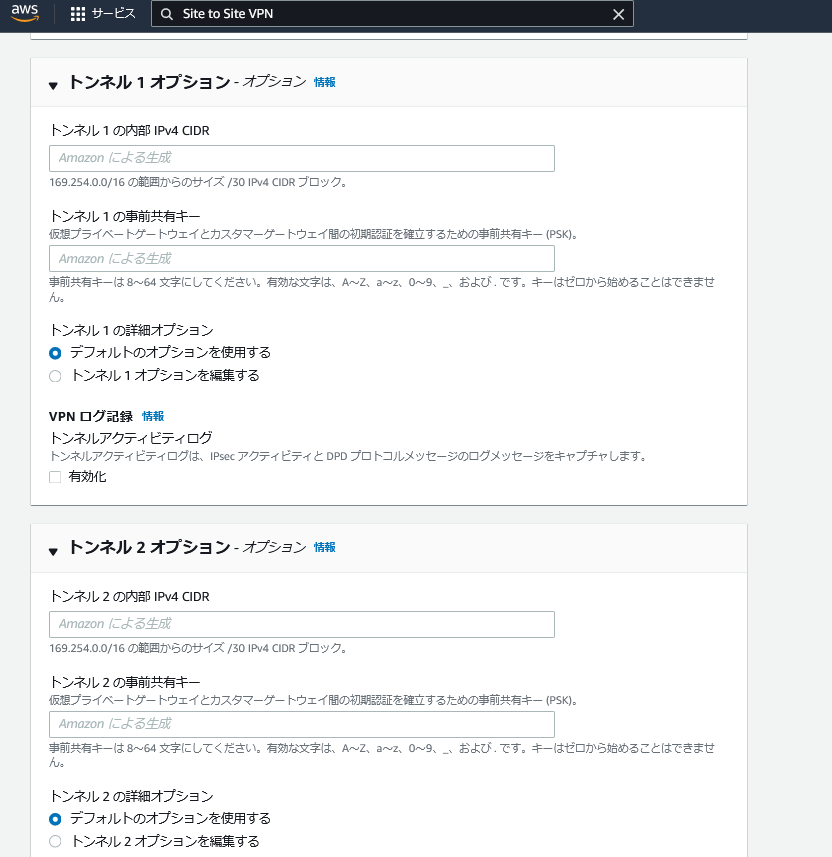 aws
サービス
Site to Site VPN
トンネル 1 オプション - オプション 情報
トンネル 1 の内部 IPv4 CIDR
Amazon による生成
169.254.0.0/16 の範囲からのサイズ /30 IPv4 CIDR ブロック。
トンネル 1 の事前共有キー
仮想プライベートゲートウェイとカスタマーゲートウェイ間の初期認証を確立するための事前共有キー (PSK)。
Amazon による生成
事前共有キーは 8～64 文字にしてください。有効な文字は、A～Z、a～z、0～9、_、および . です。キーはゼロから始めることはできませ
ん。
トンネル 1 の詳細オプション
デフォルトのオプションを使用する
トンネル 1 オプションを編集する
VPN ログ記録 情報
トンネルアクティビティログ
トンネルアクティビティログは、IPsec アクティビティと DPD プロトコルメッセージのログメッセージをキャプチャします。
有効化
トンネル 2 オプション - オプション 情報
トンネル 2 の内部 IPv4 CIDR
Amazon による生成
169.254.0.0/16 の範囲からのサイズ /30 IPv4 CIDR ブロック。
トンネル 2 の事前共有キー
仮想プライベートゲートウェイとカスタマーゲートウェイ間の初期認証を確立するための事前共有キー (PSK)。
Amazon による生成
事前共有キーは 8～64 文字にしてください。有効な文字は、A～Z、a～z、0～9、_、および . です。キーはゼロから始めることはできませ
ん。
トンネル 2 の詳細オプション
デフォルトのオプションを使用する
トンネル 2 オプションを編集する